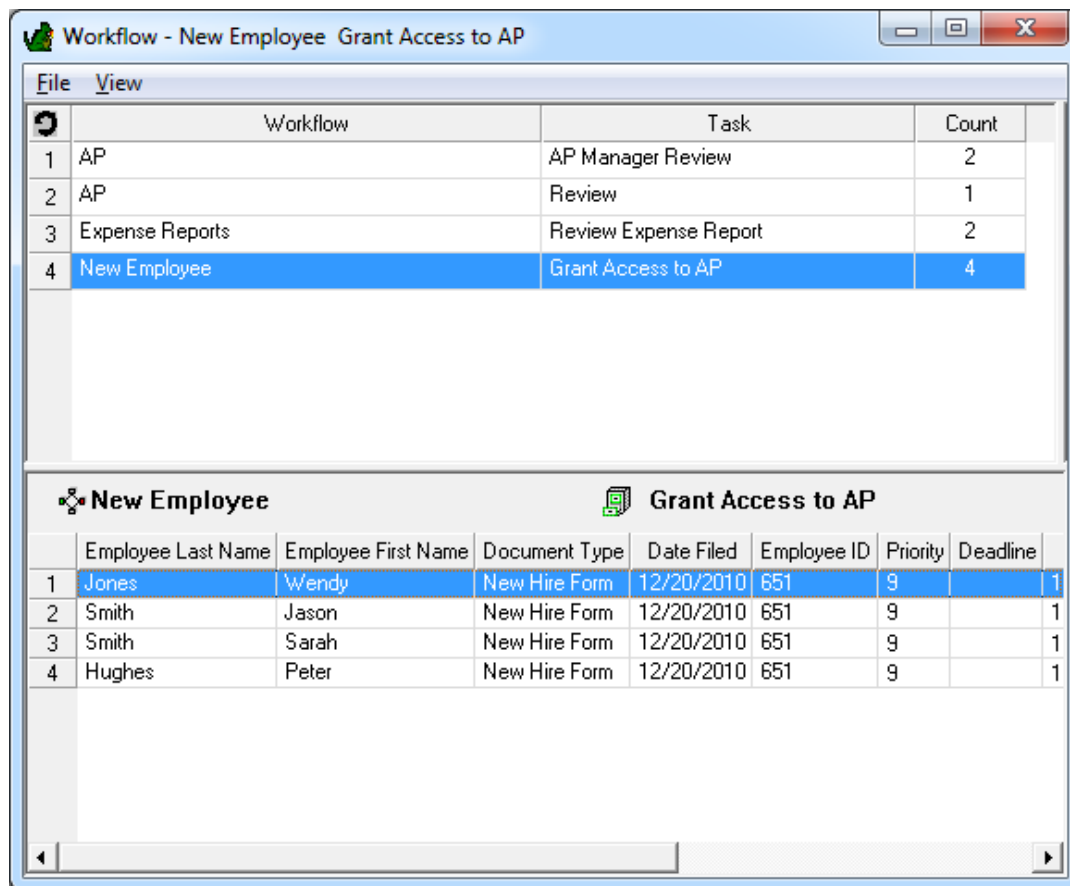 Workflow - New Employee Grant Access to AP
File View
Workflow Task Count
1 AP AP Manager Review 2
2 AP Review 1
3 Expense Reports Review Expense Report 2
4 New Employee Grant Access to AP 4
New Employee Grant Access to AP
Employee Last Name Employee First Name Document Type Date Filed Employee ID Priority Deadline
1 Jones Wendy New Hire Form 12/20/2010 651 9 1
2 Smith Jason New Hire Form 12/20/2010 651 9 1
3 Smith Sarah New Hire Form 12/20/2010 651 9 1
4 Hughes Peter New Hire Form 12/20/2010 651 9 1